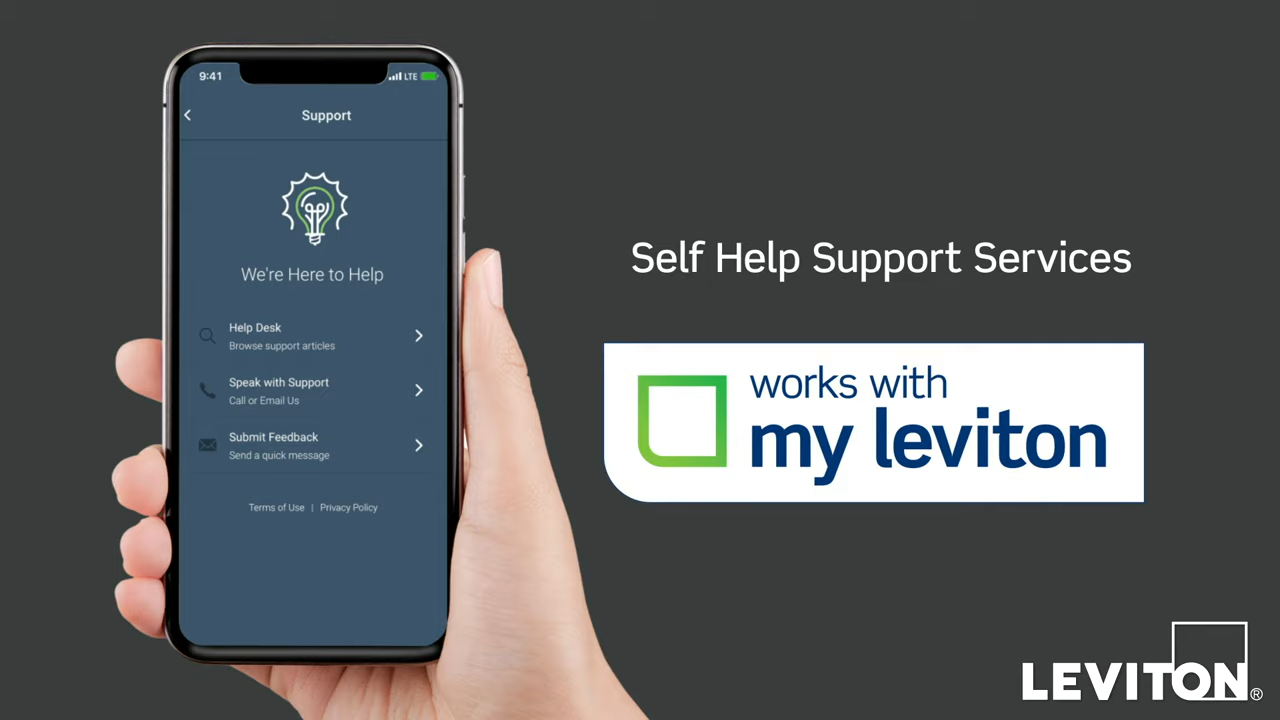 9:41
LTE
Support
We're Here to Help
Help Desk
Browse support articles
Speak with Support
Call or Email Us
Submit Feedback
Send a quick message
Terms of Use | Privacy Policy
Self Help Support Services
works with
my leviton
LEVITON®